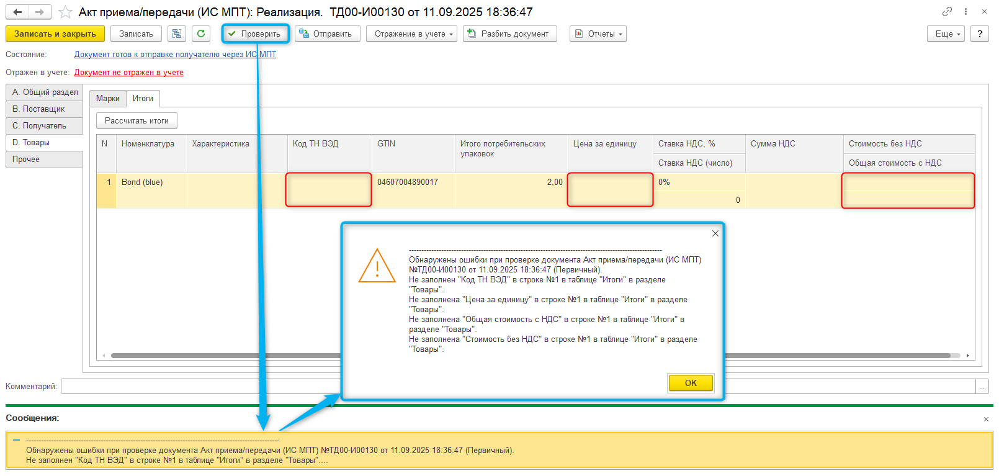 Акт приема/передачи (ИС МПТ): Реализация. ТД00-И00130 от 11.09.2025 18:36:47
Записать и закрыть Записать Проверить Отправить Отражение в учете Разбить документ Отчеты Еще ?
Состояние: Документ готов к отправке получателю через ИС МПТ
Отражен в учете: Документ не отражен в учете
A. Общий раздел
B. Поставщик
C. Получатель
D. Товары
Прочее
Марки Итоги
Рассчитать итоги
N Номенклатура Характеристика Код ТН ВЭД GTIN Итого потребительских упаковок Цена за единицу Ставка НДС, % Сумма НДС Стоимость без НДС
Ставка НДС (число) Общая стоимость с НДС
1 Bond (blue) 04607004890017 2,00 0%
0
------------------------------------------------------------------------------------------------------
Обнаружены ошибки при проверке документа Акт приема/передачи (ИС МПТ)
№ТД00-И00130 от 11.09.2025 18:36:47 (Первичный).
Не заполнен "Код ТН ВЭД" в строке №1 в таблице "Итоги" в разделе
"Товары".
Не заполнена "Цена за единицу" в строке №1 в таблице "Итоги" в разделе
"Товары".
Не заполнена "Общая стоимость с НДС" в строке №1 в таблице "Итоги" в
разделе "Товары".
Не заполнена "Стоимость без НДС" в строке №1 в таблице "Итоги" в разделе
"Товары".
ОК
Комментарий: ...
Сообщения:
------------------------------------------------------------------------------------------------------
Обнаружены ошибки при проверке документа Акт приема/передачи (ИС МПТ) №ТД00-И00130 от 11.09.2025 18:36:47 (Первичный).
Не заполнен "Код ТН ВЭД" в строке №1 в таблице "Итоги" в разделе "Товары"....